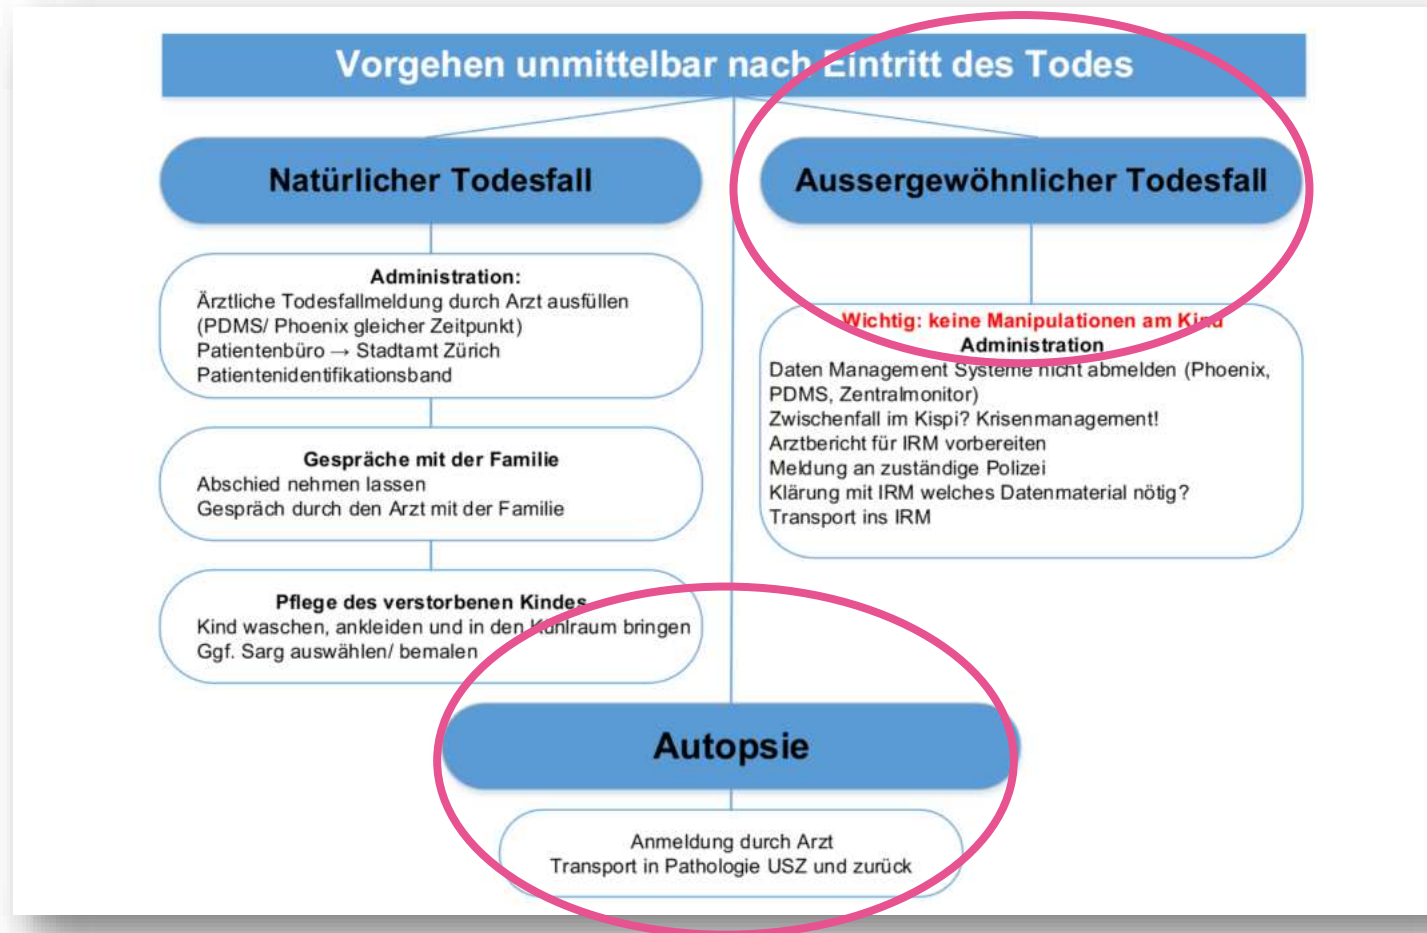 Vorgehen unmittelbar nach Eintritt des Todes
Natürlicher Todesfall
Administration:
Ärztliche Todesfallmeldung durch Arzt ausfüllen
(PDMS/ Phoenix gleicher Zeitpunkt)
Patientenbüro → Stadtamt Zürich
Patientenidentifikationsband
Gespräche mit der Familie
Abschied nehmen lassen
Gespräch durch den Arzt mit der Familie
Pflege des verstorbenen Kindes
Kind waschen, ankleiden und in den Kühlraum bringen
Ggf. Sarg auswählen/ bemalen
Aussergewöhnlicher Todesfall
Wichtig: keine Manipulationen am Kind
Administration
Daten Management Systeme nicht abmelden (Phoenix,
PDMS, Zentralmonitor)
Zwischenfall im Kispi? Krisenmanagement!
Arztbericht für IRM vorbereiten
Meldung an zuständige Polizei
Klärung mit IRM welches Datenmaterial nötig?
Transport ins IRM
Autopsie
Anmeldung durch Arzt
Transport in Pathologie USZ und zurück